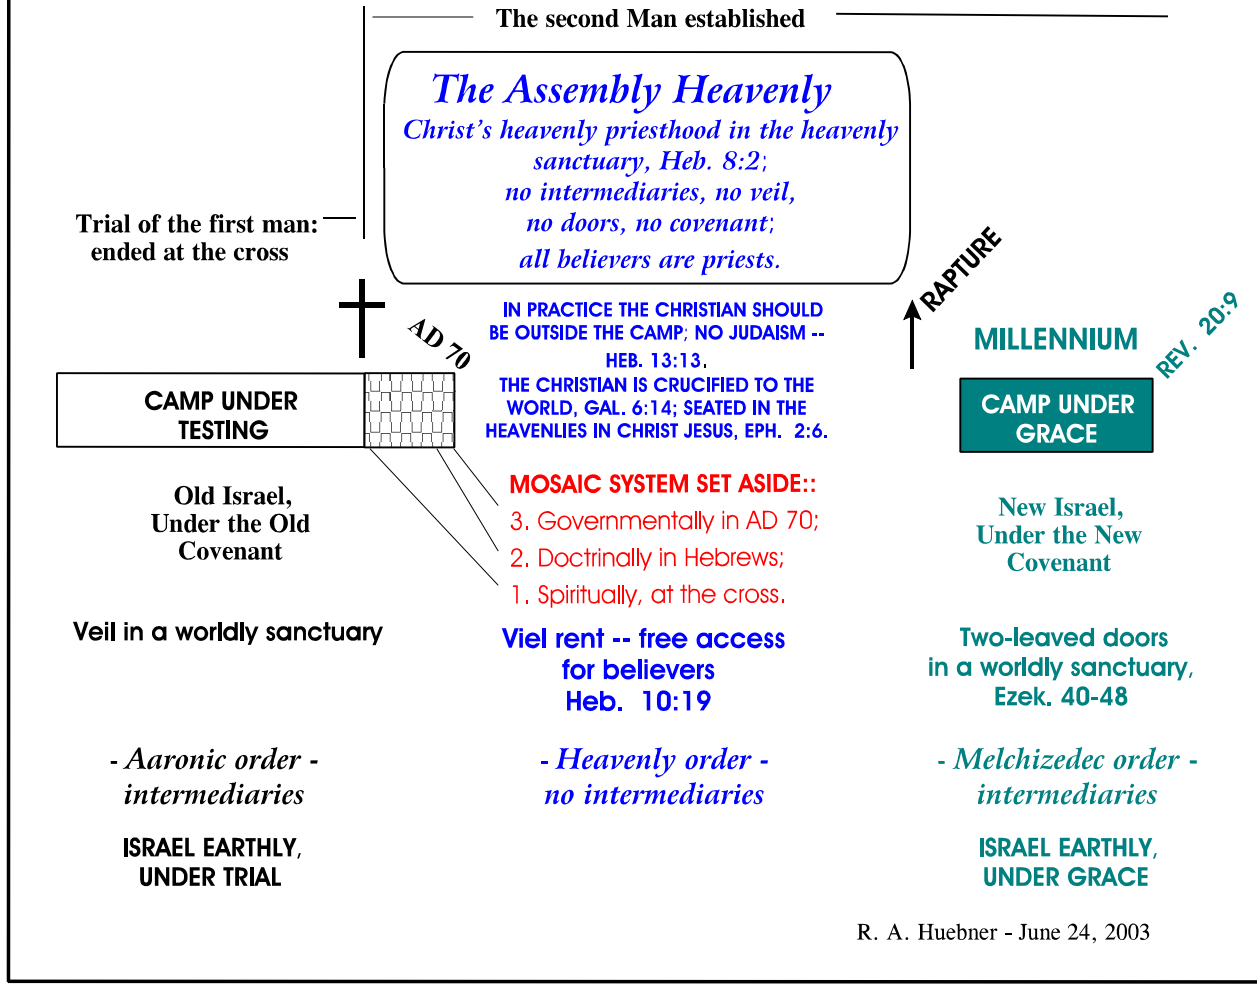 The second Man established
The Assembly Heavenly
Christ's heavenly priesthood in the heavenly
sanctuary, Heb. 8:2;
no intermediaries, no veil,
no doors, no covenant;
all believers are priests.
Trial of the first man:
ended at the cross
AD 70
IN PRACTICE THE CHRISTIAN SHOULD
BE OUTSIDE THE CAMP; NO JUDAISM --
HEB. 13:13.
THE CHRISTIAN IS CRUCIFIED TO THE
WORLD, GAL. 6:14; SEATED IN THE
HEAVENLIES IN CHRIST JESUS, EPH. 2:6.
RAPTURE
MILLENNIUM
REV. 20:9
CAMP UNDER
TESTING
CAMP UNDER
GRACE
Old Israel,
Under the Old
Covenant
MOSAIC SYSTEM SET ASIDE::
3. Governmentally in AD 70;
2. Doctrinally in Hebrews;
1. Spiritually, at the cross.
New Israel,
Under the New
Covenant
Veil in a worldly sanctuary
Viel rent -- free access
for believers
Heb. 10:19
Two-leaved doors
in a worldly sanctuary,
Ezek. 40-48
- Aaronic order -
intermediaries
- Heavenly order -
no intermediaries
- Melchizedec order -
intermediaries
ISRAEL EARTHLY,
UNDER TRIAL
ISRAEL EARTHLY,
UNDER GRACE
R. A. Huebner - June 24, 2003